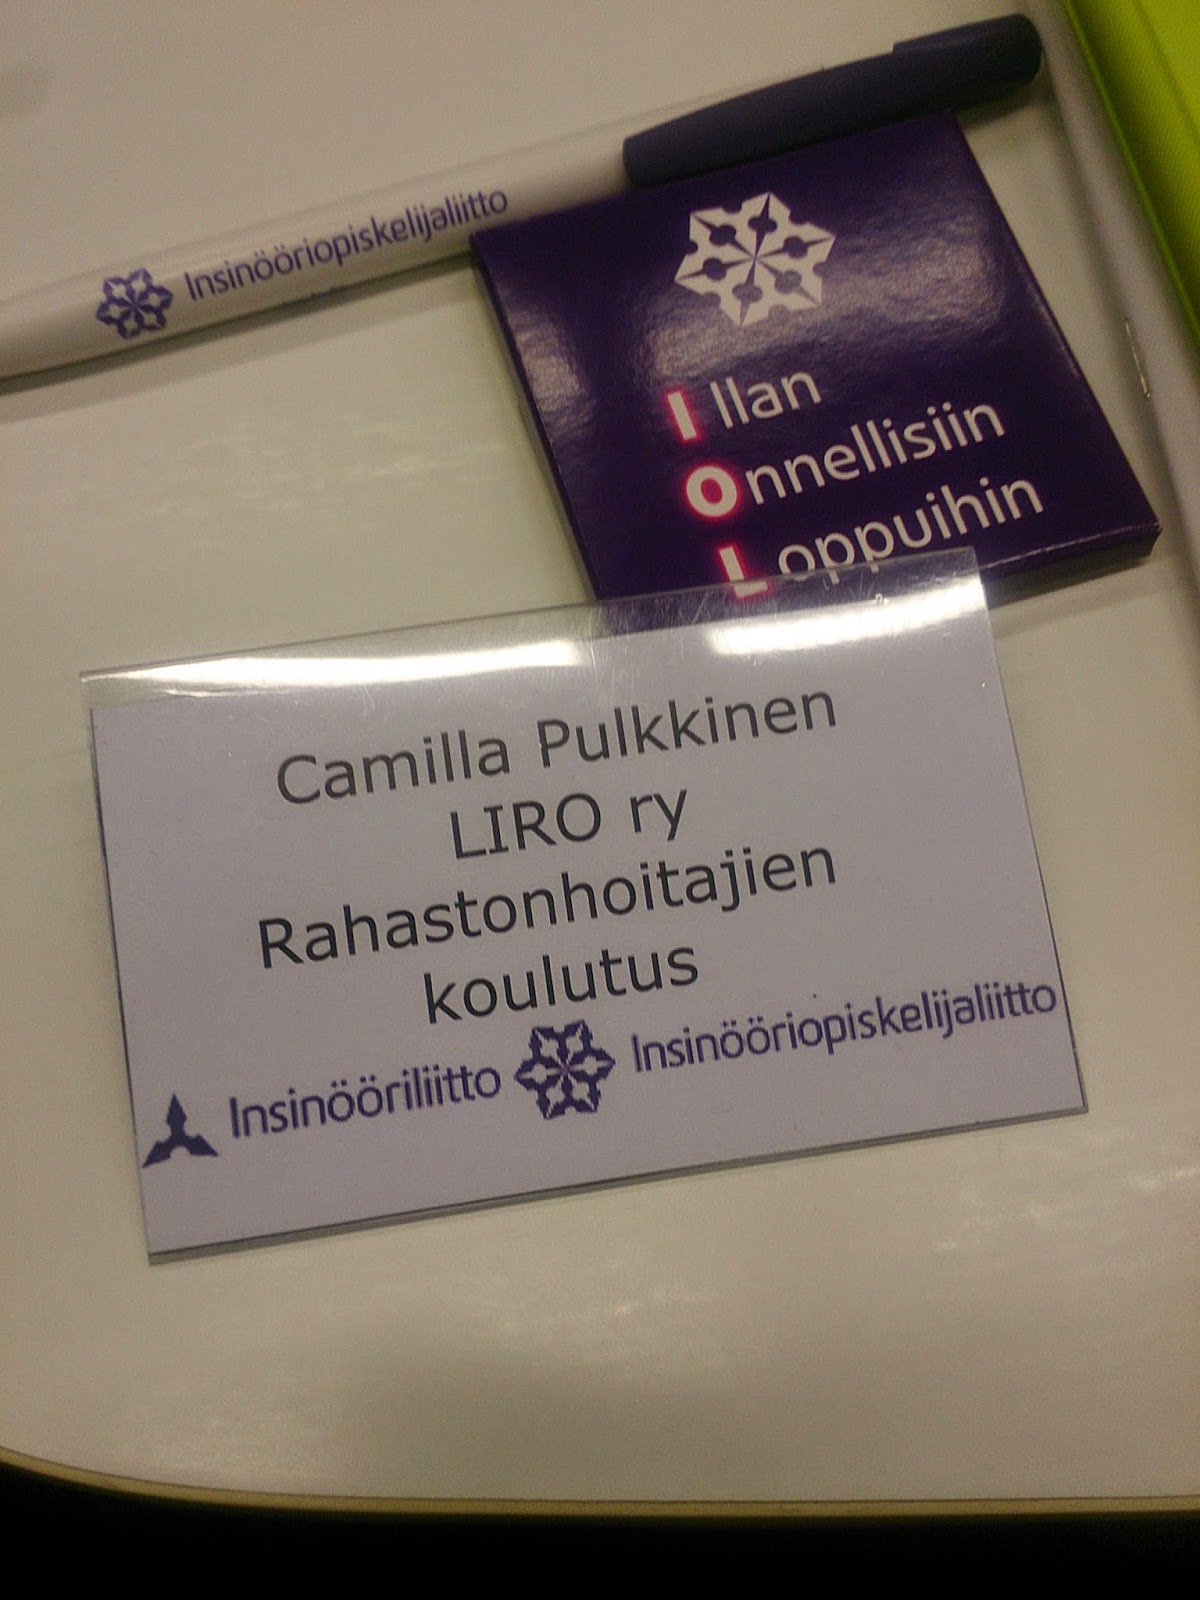 Insinööriopiskelijaliitto
Illan
Onnellisiin
Loppuihin
Camilla Pulkkinen
LIRO ry
Rahastonhoitajien
koulutus
Insinööriliitto Insinööriopiskelijaliitto